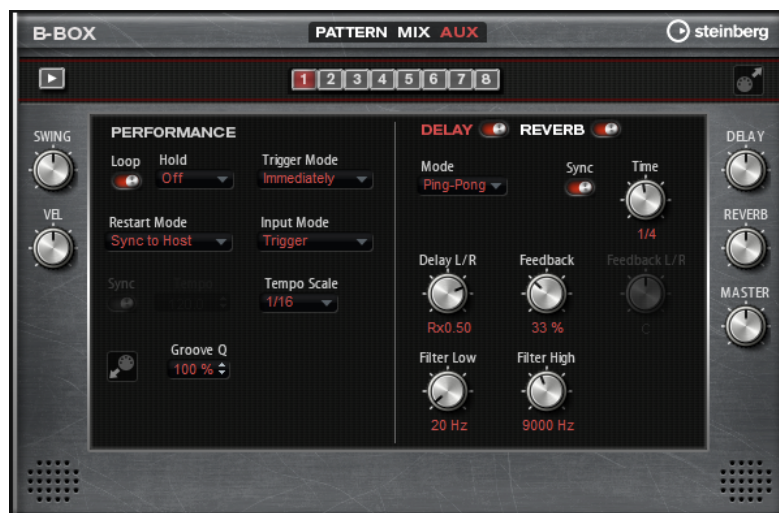 B-BOX
PATTERN MIX AUX
steinberg
1 2 3 4 5 6 7 8
SWING
VEL
PERFORMANCE
Loop Hold Trigger Mode
Off Immediately
Restart Mode Input Mode
Sync to Host Trigger
Sync Tempo Tempo Scale
1/16
Groove Q
100 %
DELAY REVERB
Mode Sync Time
Ping-Pong
1/4
Delay L/R Feedback Feedback L/R
Rx0.50 33 % C
Filter Low Filter High
20 Hz 9000 Hz
DELAY
REVERB
MASTER